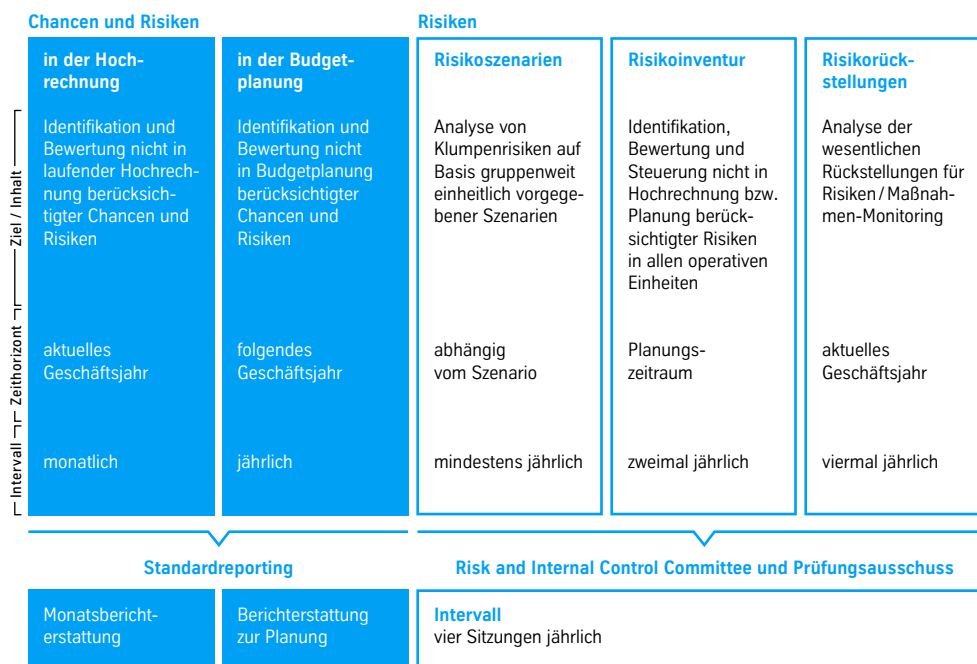 Chancen und Risiken
Risiken
in der Hoch-
rechnung
Identifikation und
Bewertung nicht in
laufender Hochrech-
nung berücksich-
tigter Chancen und
Risiken
aktuelles
Geschäftsjahr
monatlich
in der Budget-
planung
Identifikation und
Bewertung nicht
in Budgetplanung
berücksichtigter
Chancen und
Risiken
folgendes
Geschäftsjahr
jährlich
Risikoszenarien
Analyse von
Klumpenrisiken auf
Basis gruppenweit
einheitlich vorgege-
bener Szenarien
abhängig
vom Szenario
mindestens jährlich
Risikoinventur
Identifikation,
Bewertung und
Steuerung nicht in
Hochrechnung bzw.
Planung berück-
sichtigter Risiken
in allen operativen
Einheiten
Planungs-
zeitraum
zweimal jährlich
Risikorück-
stellungen
Analyse der
wesentlichen
Rückstellungen für
Risiken / Maßnah-
men-Monitoring
aktuelles
Geschäftsjahr
viermal jährlich
Ziel / Inhalt
Zeithorizont
Intervall
Standardreporting
Monatsbericht-
erstattung
Berichterstattung
zur Planung
Risk and Internal Control Committee und Prüfungsausschuss
Intervall
vier Sitzungen jährlich